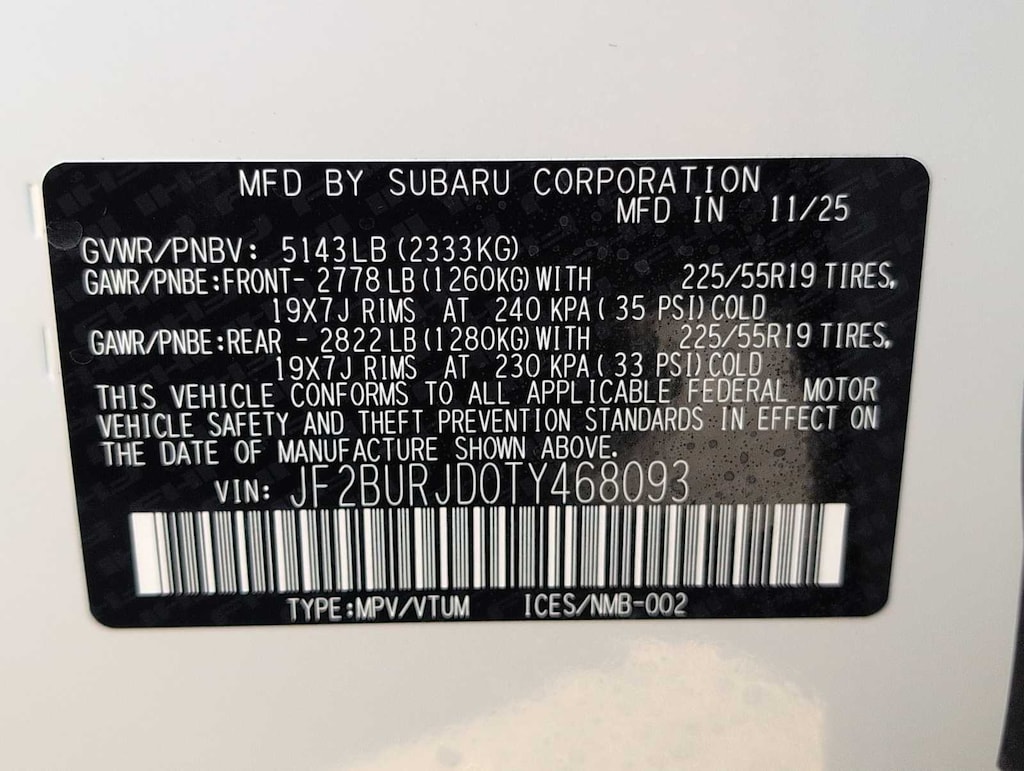 MFD BY SUBARU CORPORATION
MFD IN 11/25
GVWR/PNBV: 5143LB (2333KG)
GAWR/PNBE:FRONT- 2778 LB (1260KG) WITH 225/55R19 TIRES,
19X7J RIMS AT 240 KPA ( 35 PSI) COLD
GAWR/PNBE:REAR - 2822 LB (1280KG) WITH 225/55R19 TIRES,
19X7J RIMS AT 230 KPA ( 33 PSI) COLD
THIS VEHICLE CONFORMS TO ALL APPLICABLE FEDERAL MOTOR
VEHICLE SAFETY AND THEFT PREVENTION STANDARDS IN EFFECT ON
THE DATE OF MANUFACTURE SHOWN ABOVE.
VIN: JF2BURJD0TY468093
TYPE:MPV/VTUM ICES/NMB-002